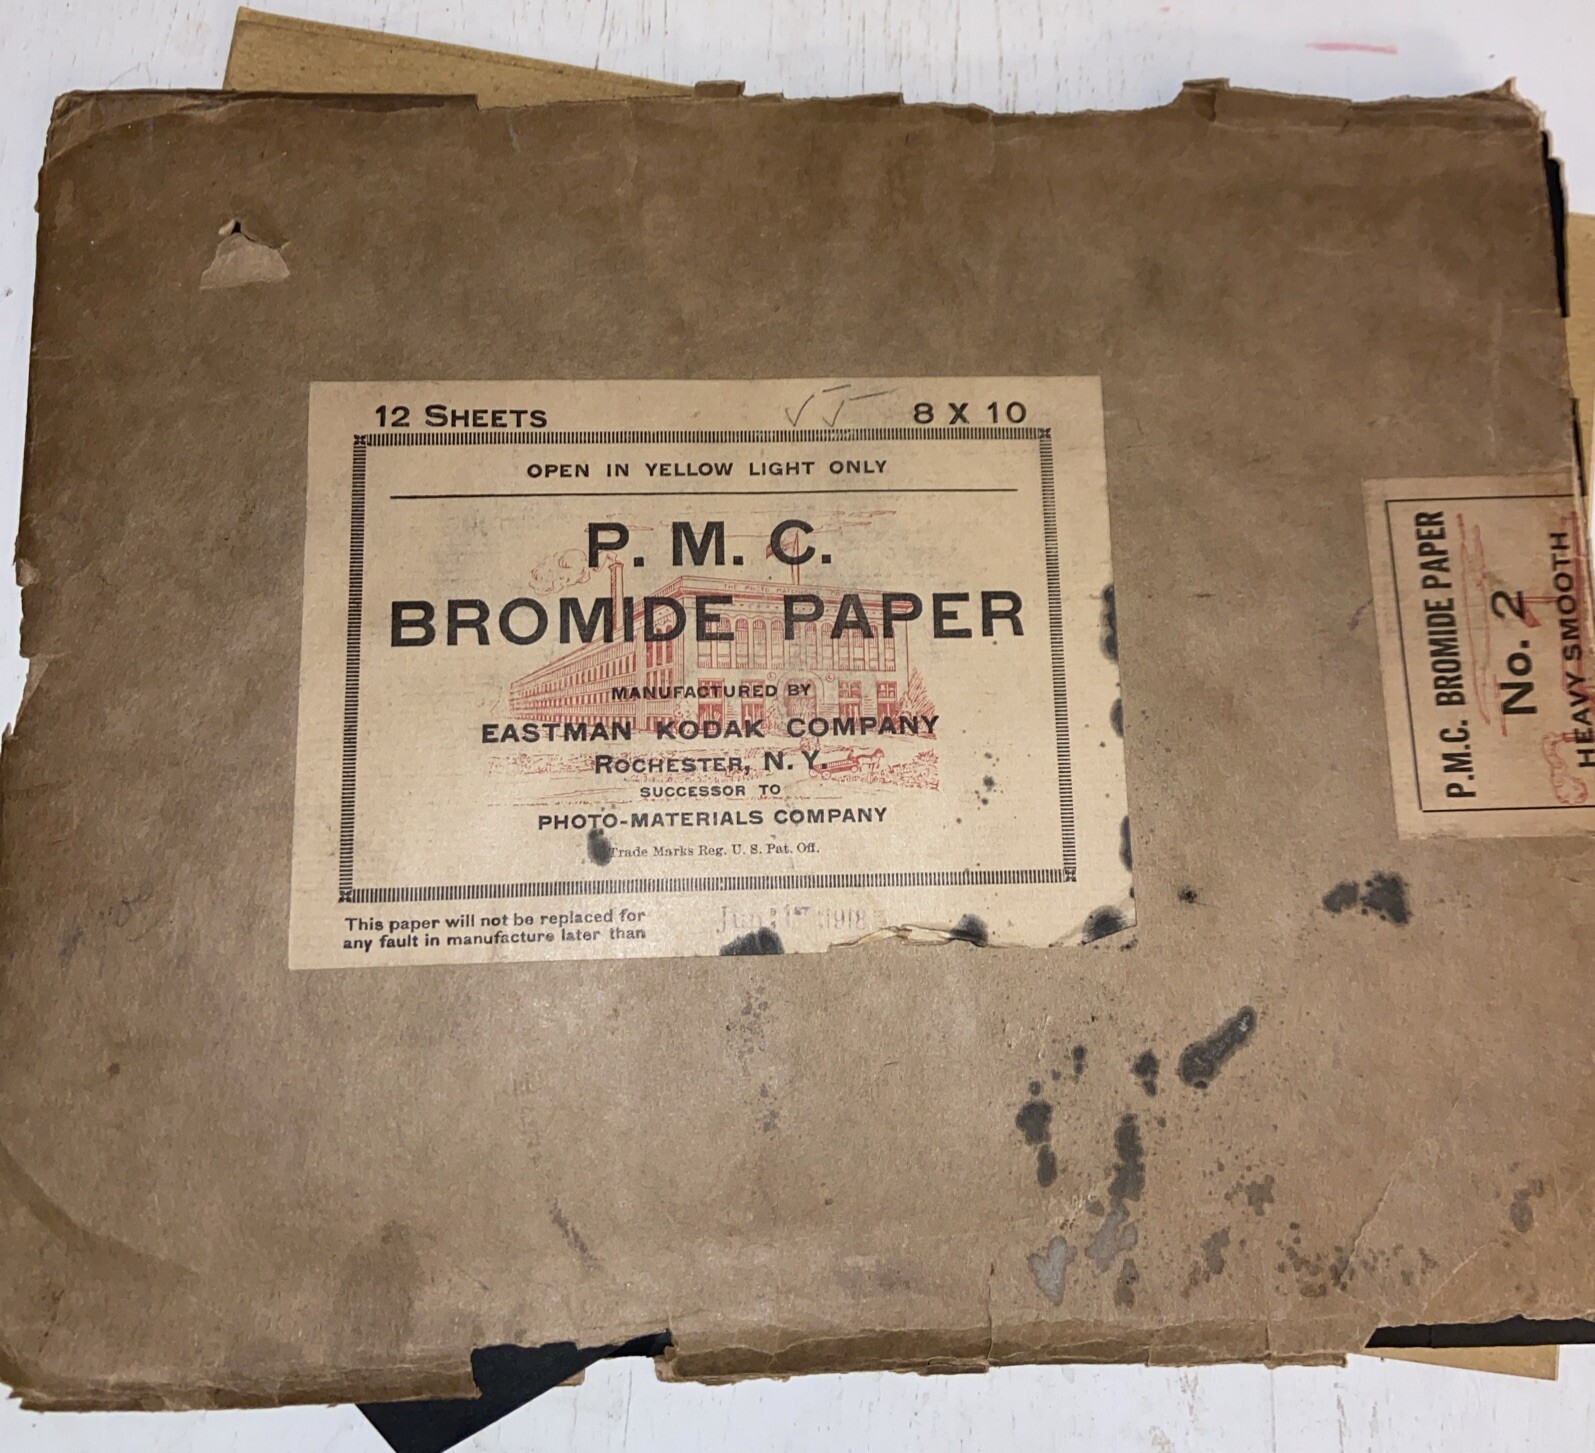 12 SHEETS 8 X 10
OPEN IN YELLOW LIGHT ONLY
P. M. C.
BROMIDE PAPER
MANUFACTURED BY
EASTMAN KODAK COMPANY
ROCHESTER, N. Y.
SUCCESSOR TO
PHOTO-MATERIALS COMPANY
Trade Marks Reg. U. S. Pat. Off.
This paper will not be replaced for
any fault in manufacture later than
1918
P.M.C. BROMIDE PAPER
No. 2
HEAVY SMOOTH